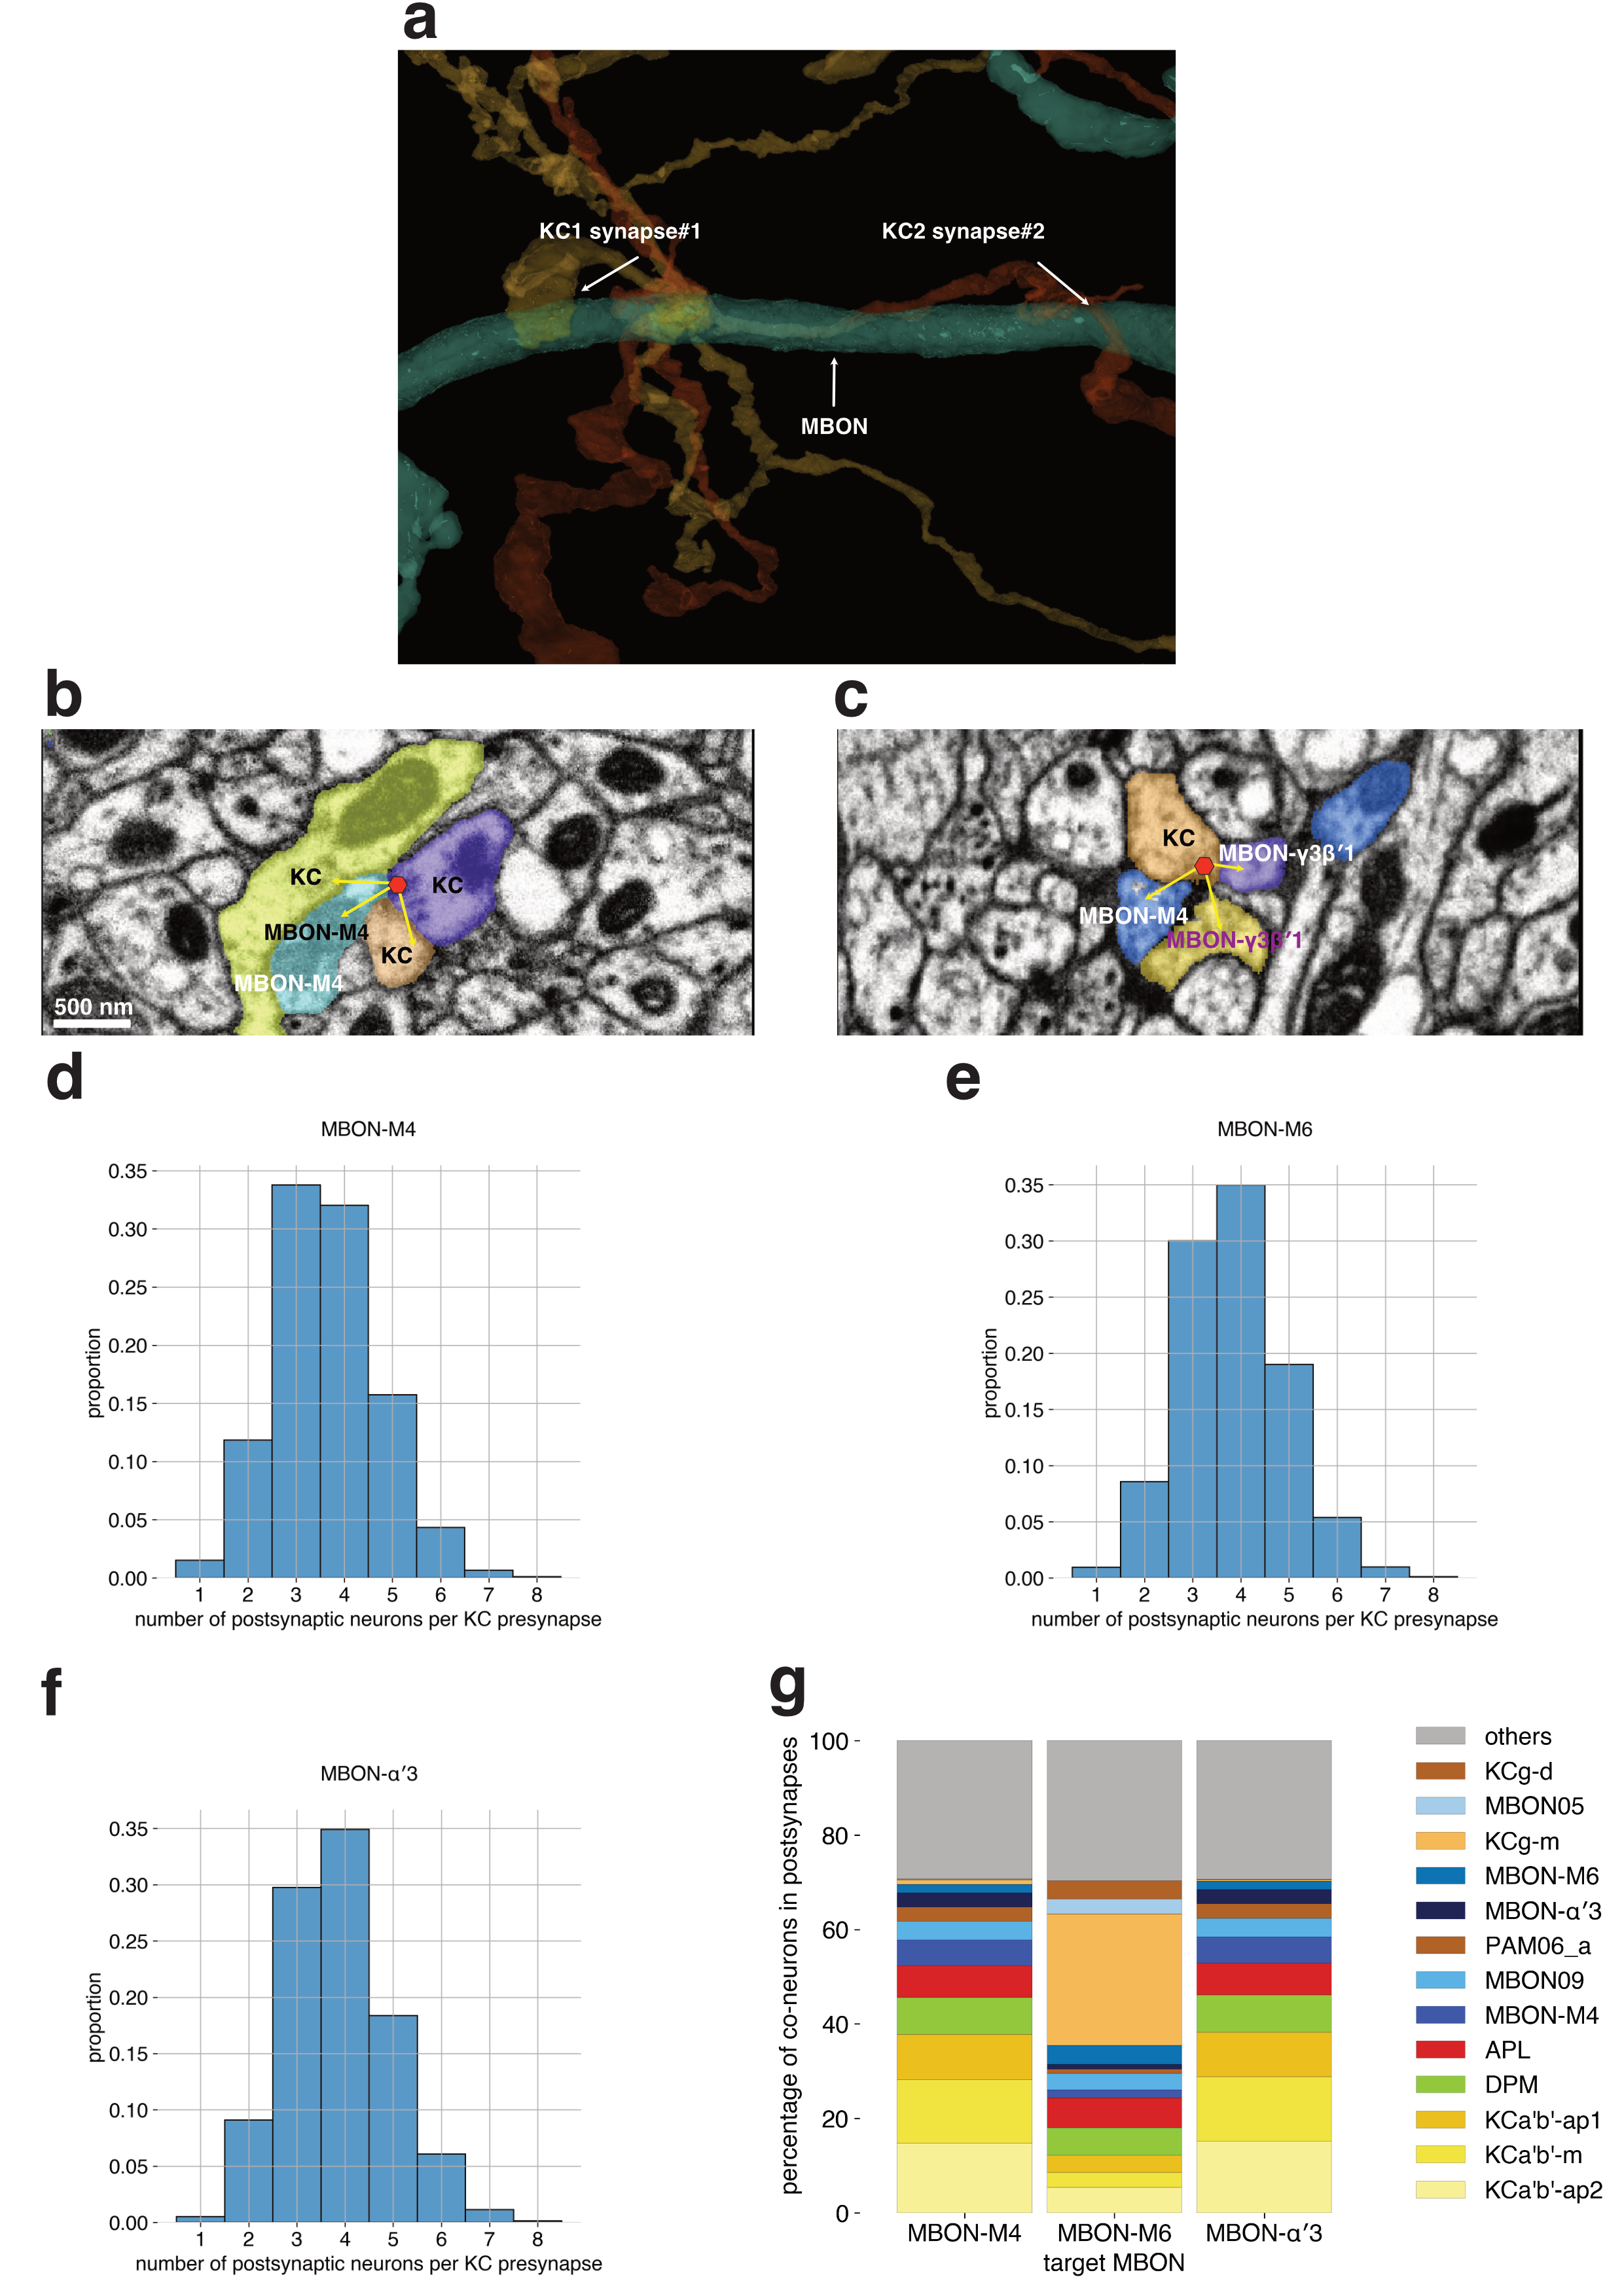 a
KC1 synapse#1
KC2 synapse#2
MBON
b
KC
KC
MBON-M4
KC
MBON-M4
500 nm
c
KC
MBON-γ3β′1
MBON-M4
MBON-γ3β′1
d
MBON-M4
0.35
0.30
0.25
0.20
0.15
0.10
0.05
0.00
proportion
1 2 3 4 5 6 7 8
number of postsynaptic neurons per KC presynapse
e
MBON-M6
0.35
0.30
0.25
0.20
0.15
0.10
0.05
0.00
proportion
1 2 3 4 5 6 7 8
number of postsynaptic neurons per KC presynapse
f
MBON-α′3
0.35
0.30
0.25
0.20
0.15
0.10
0.05
0.00
proportion
1 2 3 4 5 6 7 8
number of postsynaptic neurons per KC presynapse
g
percentage of co-neurons in postsynapses
100
80
60
40
20
0
MBON-M4 MBON-M6 MBON-α′3
target MBON
others
KCg-d
MBON05
KCg-m
MBON-M6
MBON-α′3
PAM06_a
MBON09
MBON-M4
APL
DPM
KCa'b'-ap1
KCa'b'-m
KCa'b'-ap2